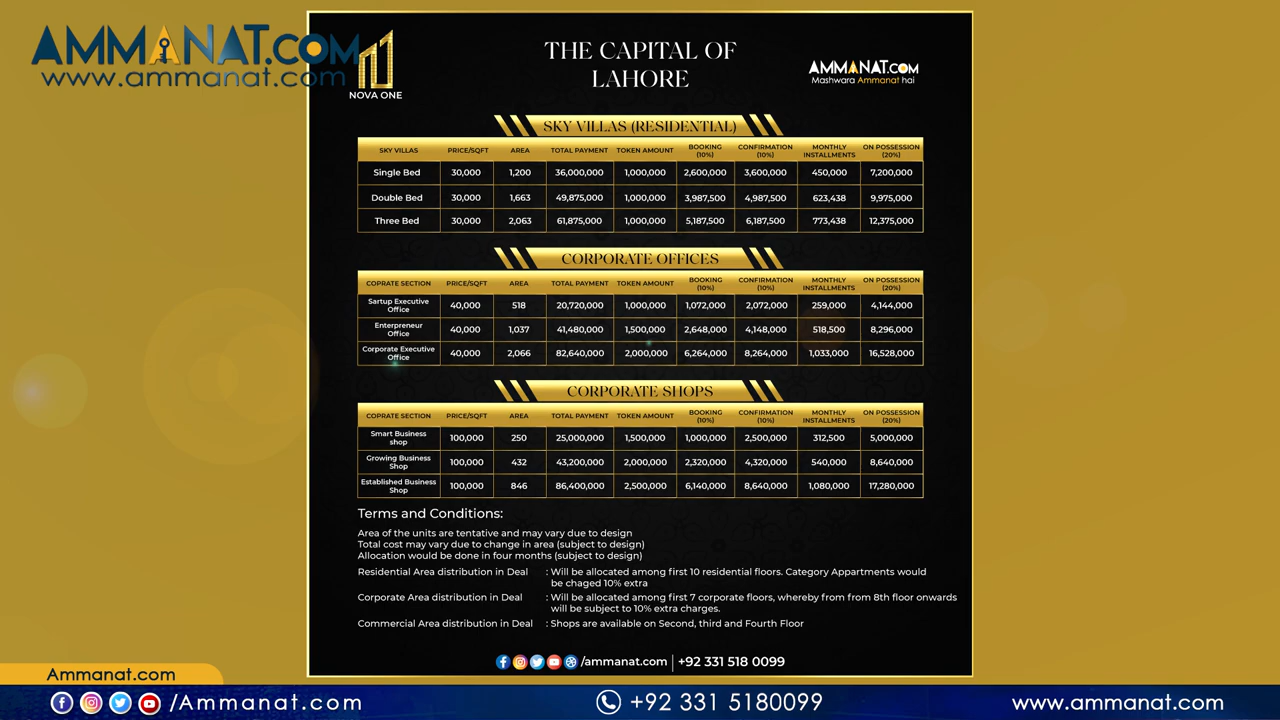 AMMANAT.COM
www.ammanat.com
NOVA ONE
THE CAPITAL OF
LAHORE
AMMANAT.COM
Mashwara Ammanat hai
SKY VILLAS (RESIDENTIAL)
SKY VILLAS PRICE/SQFT AREA TOTAL PAYMENT TOKEN AMOUNT BOOKING (10%) CONFIRMATION (10%) MONTHLY INSTALLMENTS ON POSSESSION (20%)
Single Bed 30,000 1,200 36,000,000 1,000,000 2,600,000 3,600,000 450,000 7,200,000
Double Bed 30,000 1,663 49,875,000 1,000,000 3,987,500 4,987,500 623,438 9,975,000
Three Bed 30,000 2,063 61,875,000 1,000,000 5,187,500 6,187,500 773,438 12,375,000
CORPORATE OFFICES
COPRATE SECTION PRICE/SQFT AREA TOTAL PAYMENT TOKEN AMOUNT BOOKING (10%) CONFIRMATION (10%) MONTHLY INSTALLMENTS ON POSSESSION (20%)
Sartup Executive Office 40,000 518 20,720,000 1,000,000 1,072,000 2,072,000 259,000 4,144,000
Enterpreneur Office 40,000 1,037 41,480,000 1,500,000 2,648,000 4,148,000 518,500 8,296,000
Corporate Executive Office 40,000 2,066 82,640,000 2,000,000 6,264,000 8,264,000 1,033,000 16,528,000
CORPORATE SHOPS
COPRATE SECTION PRICE/SQFT AREA TOTAL PAYMENT TOKEN AMOUNT BOOKING (10%) CONFIRMATION (10%) MONTHLY INSTALLMENTS ON POSSESSION (20%)
Smart Business shop 100,000 250 25,000,000 1,500,000 1,000,000 2,500,000 312,500 5,000,000
Growing Business Shop 100,000 432 43,200,000 2,000,000 2,320,000 4,320,000 540,000 8,640,000
Established Business Shop 100,000 846 86,400,000 2,500,000 6,140,000 8,640,000 1,080,000 17,280,000
Terms and Conditions:
Area of the units are tentative and may vary due to design
Total cost may vary due to change in area (subject to design)
Allocation would be done in four months (subject to design)
Residential Area distribution in Deal : Will be allocated among first 10 residential floors. Category Appartments would
be chaged 10% extra
Corporate Area distribution in Deal : Will be allocated among first 7 corporate floors, whereby from from 8th floor onwards
will be subject to 10% extra charges.
Commercial Area distribution in Deal : Shops are available on Second, third and Fourth Floor
/ammanat.com | +92 331 518 0099
Ammanat.com
/Ammanat.com
+92 331 5180099
www.ammanat.com